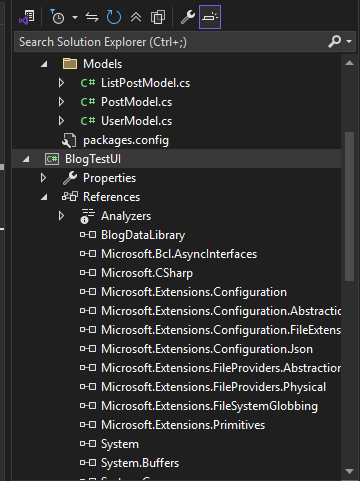 Search Solution Explorer (Ctrl+;)
Models
C# ListPostModel.cs
C# PostModel.cs
C# UserModel.cs
packages.config
C# BlogTestUI
Properties
References
Analyzers
BlogDataLibrary
Microsoft.Bcl.AsyncInterfaces
Microsoft.CSharp
Microsoft.Extensions.Configuration
Microsoft.Extensions.Configuration.Abstractic
Microsoft.Extensions.Configuration.FileExten
Microsoft.Extensions.Configuration.Json
Microsoft.Extensions.FileProviders.Abstraction
Microsoft.Extensions.FileProviders.Physical
Microsoft.Extensions.FileSystemGlobbing
Microsoft.Extensions.Primitives
System
System.Buffers